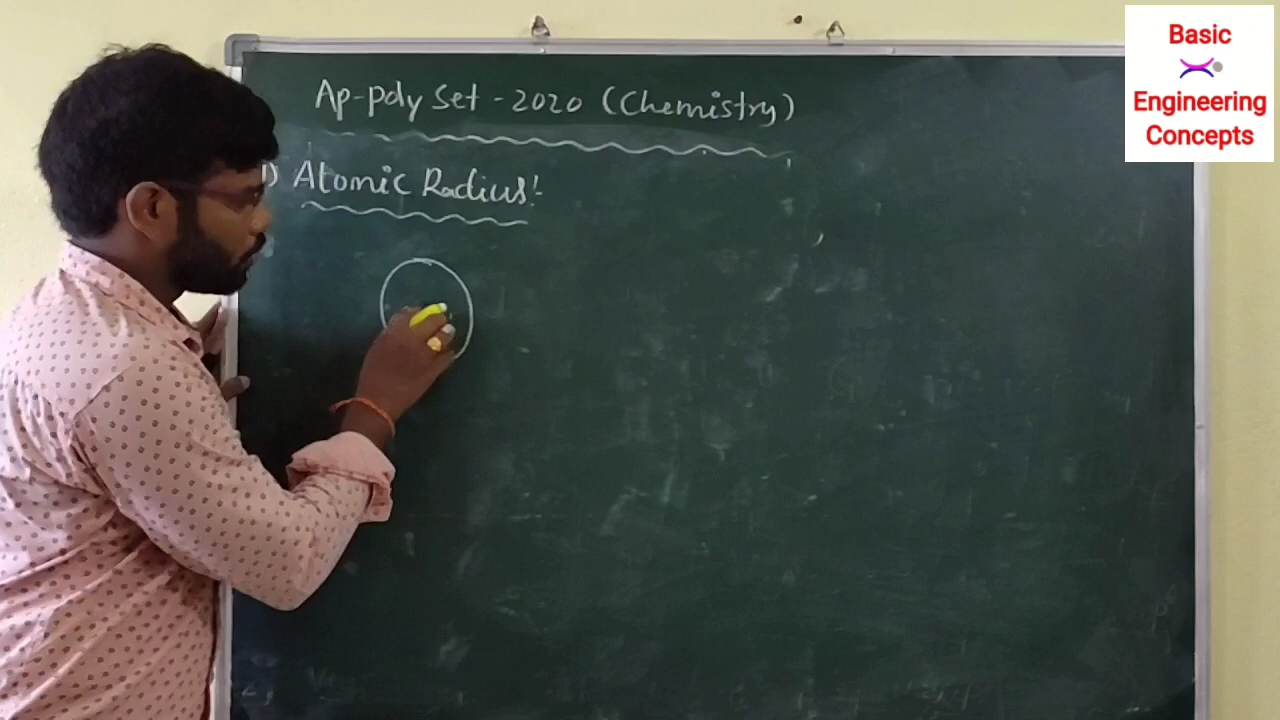 Ap-poly Set - 2020 (Chemistry)
1) Atomic Radius:-
Basic
Engineering
Concepts